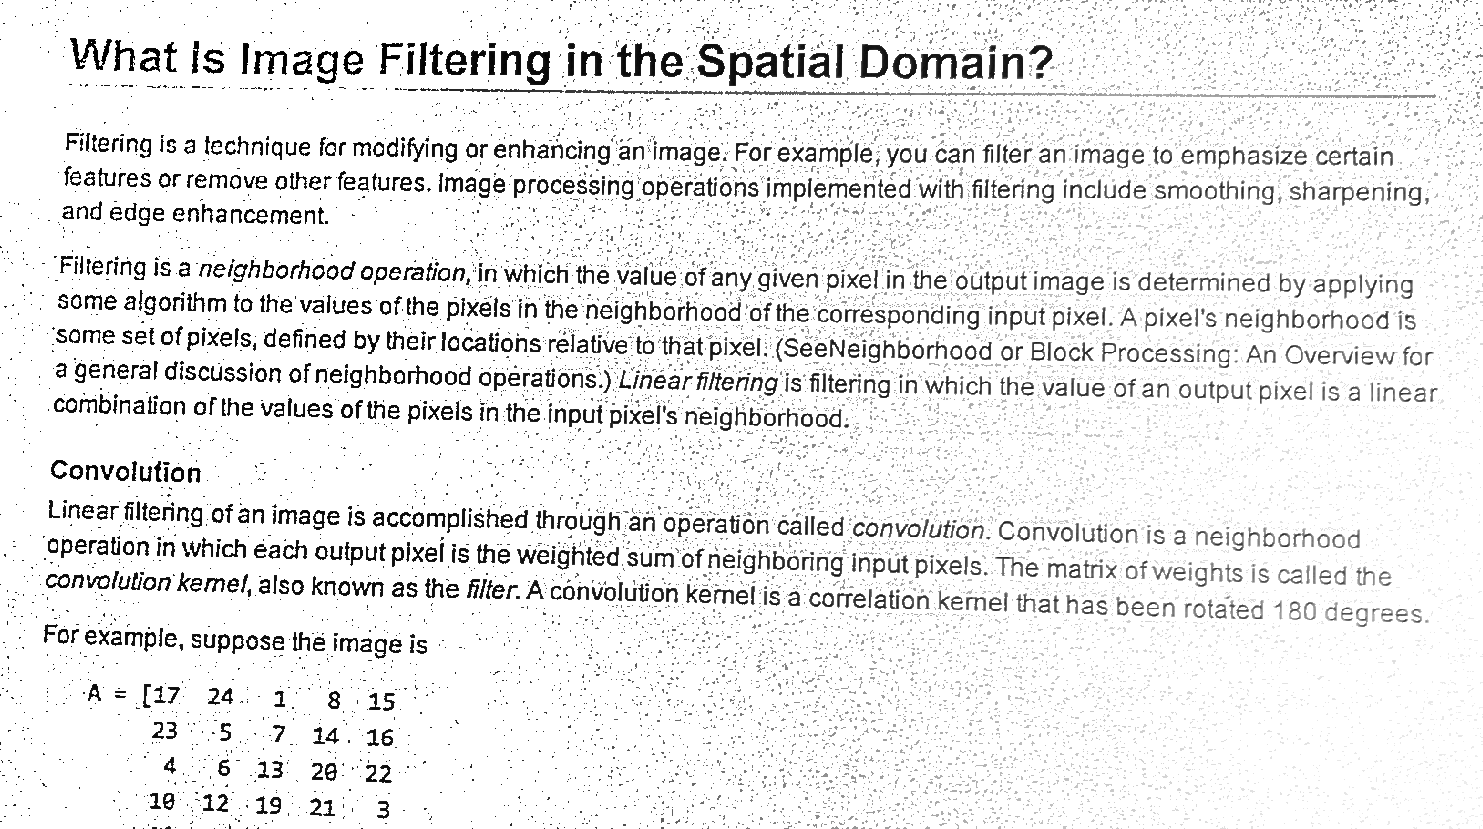 What Is Image Filtering in the Spatial Domain?
Filtering is a technique for modifying or enhancing an image. For example, you can filter an image to emphasize certain
features or remove other features. Image processing operations implemented with filtering include smoothing, sharpening,
and edge enhancement.
Filtering is a neighborhood operation, in which the value of any given pixel in the output image is determined by applying
some algorithm to the values of the pixels in the neighborhood of the corresponding input pixel. A pixel's neighborhood is
some set of pixels, defined by their locations relative to that pixel. (SeeNeighborhood or Block Processing: An Overview for
a general discussion of neighborhood operations.) Linear filtering is filtering in which the value of an output pixel is a linear
combination of the values of the pixels in the input pixel's neighborhood.
Convolution
Linear filtering of an image is accomplished through an operation called convolution. Convolution is a neighborhood
operation in which each output pixel is the weighted sum of neighboring input pixels. The matrix of weights is called the
convolution kernel, also known as the filter. A convolution kernel is a correlation kernel that has been rotated 180 degrees.
For example, suppose the image is
A = [17 24 1 8 15
23 5 7 14 16
4 6 13 20 22
10 12 19 21 3